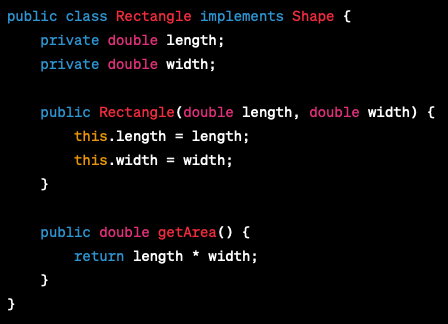 public class Rectangle implements Shape {
    private double length;
    private double width;

    public Rectangle(double length, double width) {
        this.length = length;
        this.width = width;
    }

    public double getArea() {
        return length * width;
    }
}